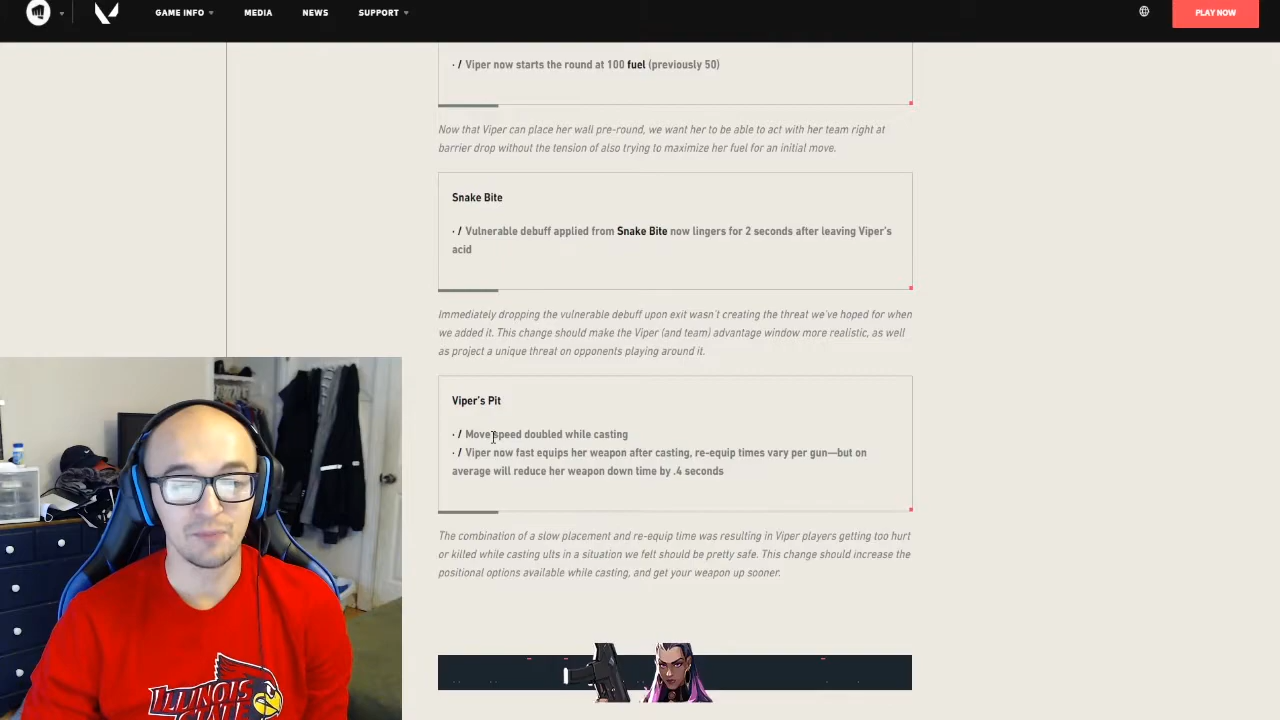 GAME INFO
MEDIA
NEWS
SUPPORT
PLAY NOW
· / Viper now starts the round at 100 fuel (previously 50)
Now that Viper can place her wall pre-round, we want her to be able to act with her team right at
barrier drop without the tension of also trying to maximize her fuel for an initial move.
Snake Bite
· / Vulnerable debuff applied from Snake Bite now lingers for 2 seconds after leaving Viper's
acid
Immediately dropping the vulnerable debuff upon exit wasn't creating the threat we've hoped for when
we added it. This change should make the Viper (and team) advantage window more realistic, as well
as project a unique threat on opponents playing around it.
Viper's Pit
· / Move speed doubled while casting
· / Viper now fast equips her weapon after casting, re-equip times vary per gun—but on
average will reduce her weapon down time by .4 seconds
The combination of a slow placement and re-equip time was resulting in Viper players getting too hurt
or killed while casting ults in a situation we felt should be pretty safe. This change should increase the
positional options available while casting, and get your weapon up sooner.
ILLINOIS
STATE